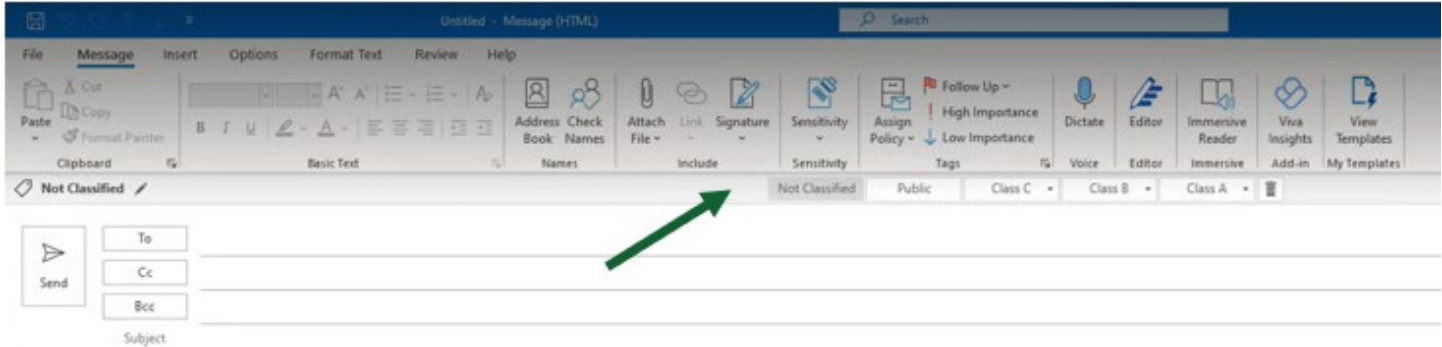 Untitled - Message (HTML)
Search
File Message Insert Options Format Text Review Help
Paste
Cut
Copy
Format Painter
Clipboard
B I U
Basic Text
Address Book
Check Names
Names
Attach File
Link
Signature
Include
Sensitivity
Sensitivity
Assign Policy
Follow Up
High Importance
Low Importance
Tags
Dictate
Voice
Editor
Editor
Immersive Reader
Immersive
Viva Insights
Add-in
View Templates
My Templates
Not Classified
Not Classified Public Class C Class B Class A
Send
To
Cc
Bcc
Subject